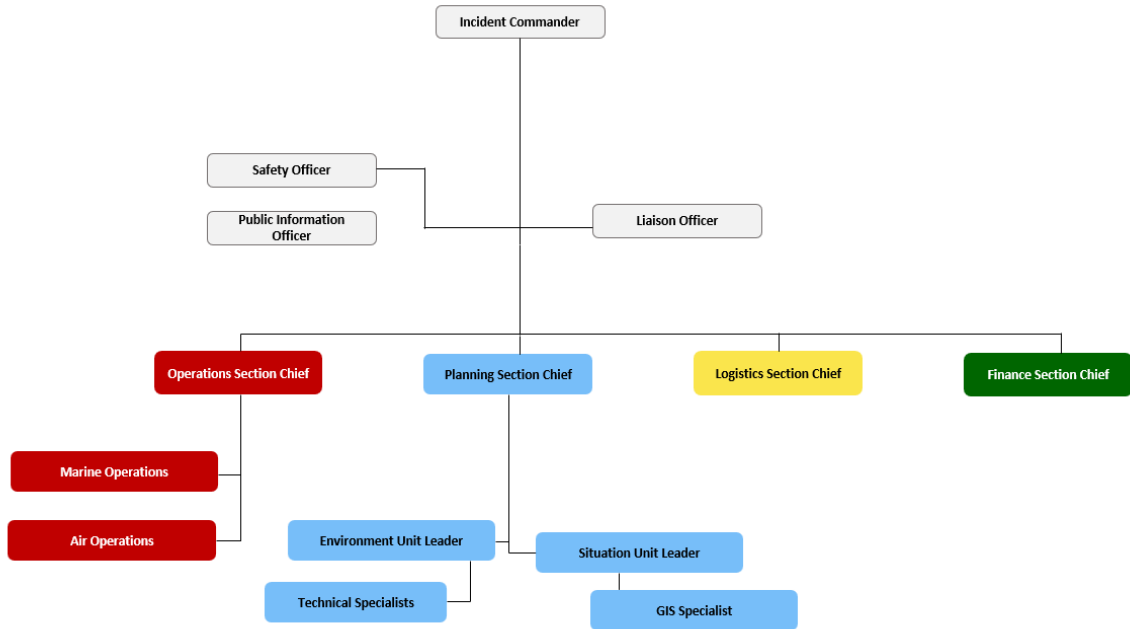 Incident Commander
Safety Officer
Public Information
Officer
Liaison Officer
Operations Section Chief
Planning Section Chief
Logistics Section Chief
Finance Section Chief
Marine Operations
Air Operations
Environment Unit Leader
Situation Unit Leader
Technical Specialists
GIS Specialist